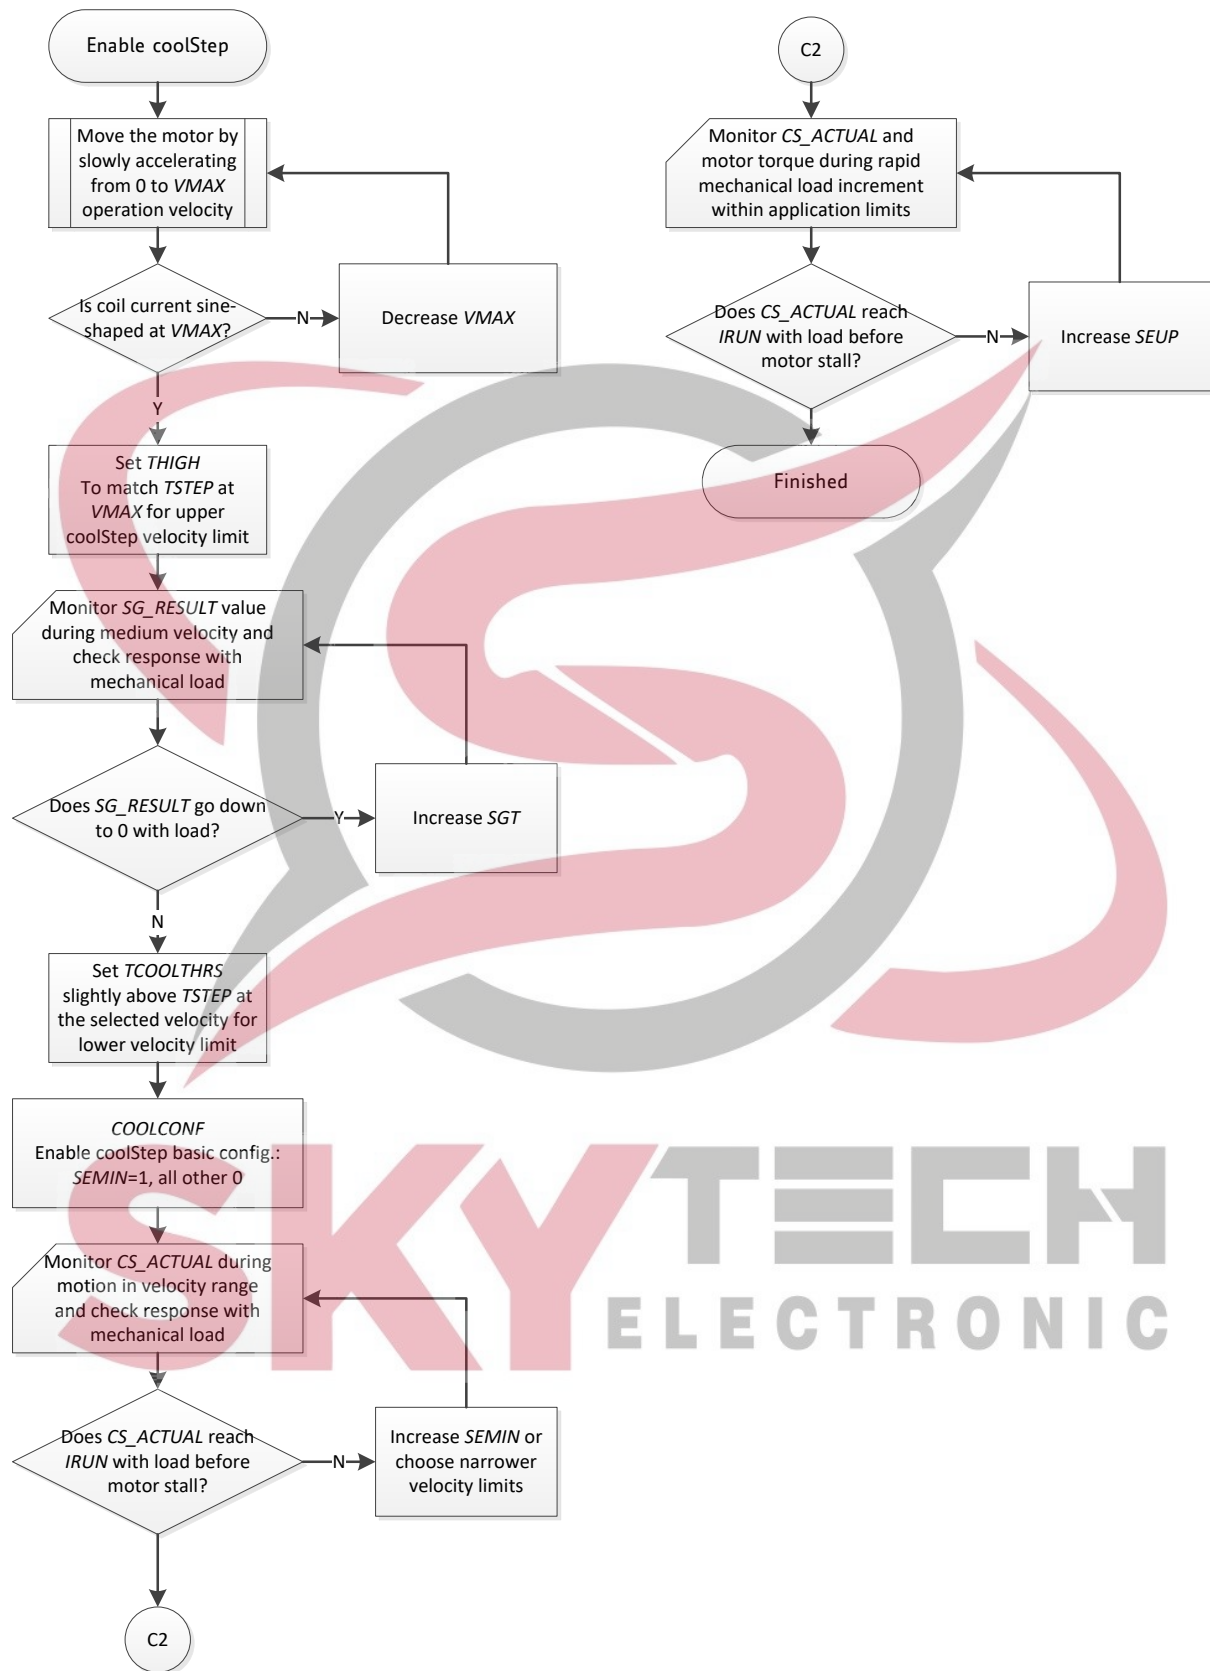 Enable coolStep
Move the motor by
slowly accelerating
from 0 to VMAX
operation velocity
Is coil current sine-
shaped at VMAX?
N
Decrease VMAX
Y
Set THIGH
To match TSTEP at
VMAX for upper
coolStep velocity limit
Monitor SG_RESULT value
during medium velocity and
check response with
mechanical load
Does SG_RESULT go down
to 0 with load?
Y
Increase SGT
N
Set TCOOLTHRS
slightly above TSTEP at
the selected velocity for
lower velocity limit
COOLCONF
Enable coolStep basic config.:
SEMIN=1, all other 0
Monitor CS_ACTUAL during
motion in velocity range
and check response with
mechanical load
Does CS_ACTUAL reach
IRUN with load before
motor stall?
N
Increase SEMIN or
choose narrower
velocity limits
C2
C2
Monitor CS_ACTUAL and
motor torque during rapid
mechanical load increment
within application limits
Does CS_ACTUAL reach
IRUN with load before
motor stall?
N
Increase SEUP
Finished
SKYTECH
ELECTRONIC